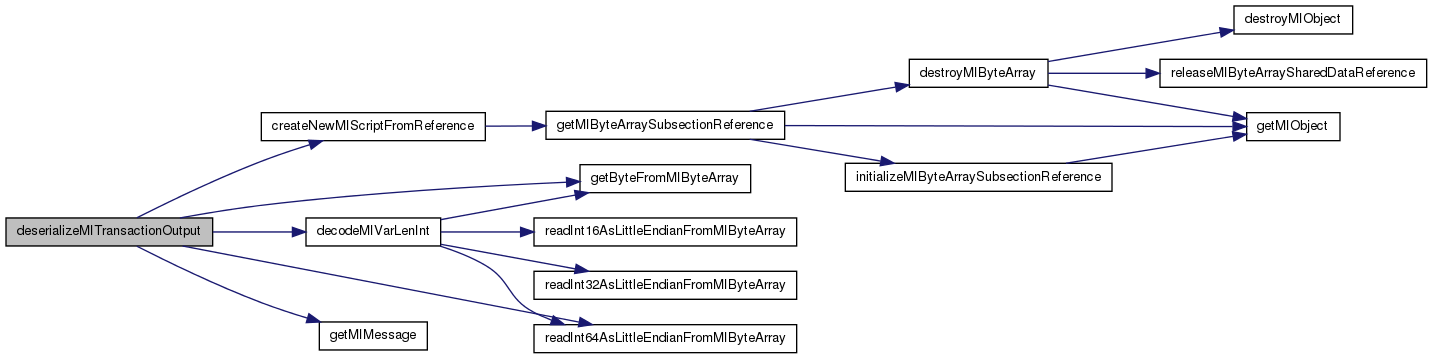 destroyMIObject
destroyMIByteArray
releaseMIByteArraySharedDataReference
createNewMIScriptFromReference
getMIByteArraySubsectionReference
getMIObject
getByteFromMIByteArray
initializeMIByteArraySubsectionReference
deserializeMITransactionOutput
decodeMIVarLenInt
readInt16AsLittleEndianFromMIByteArray
readInt32AsLittleEndianFromMIByteArray
getMIMessage
readInt64AsLittleEndianFromMIByteArray